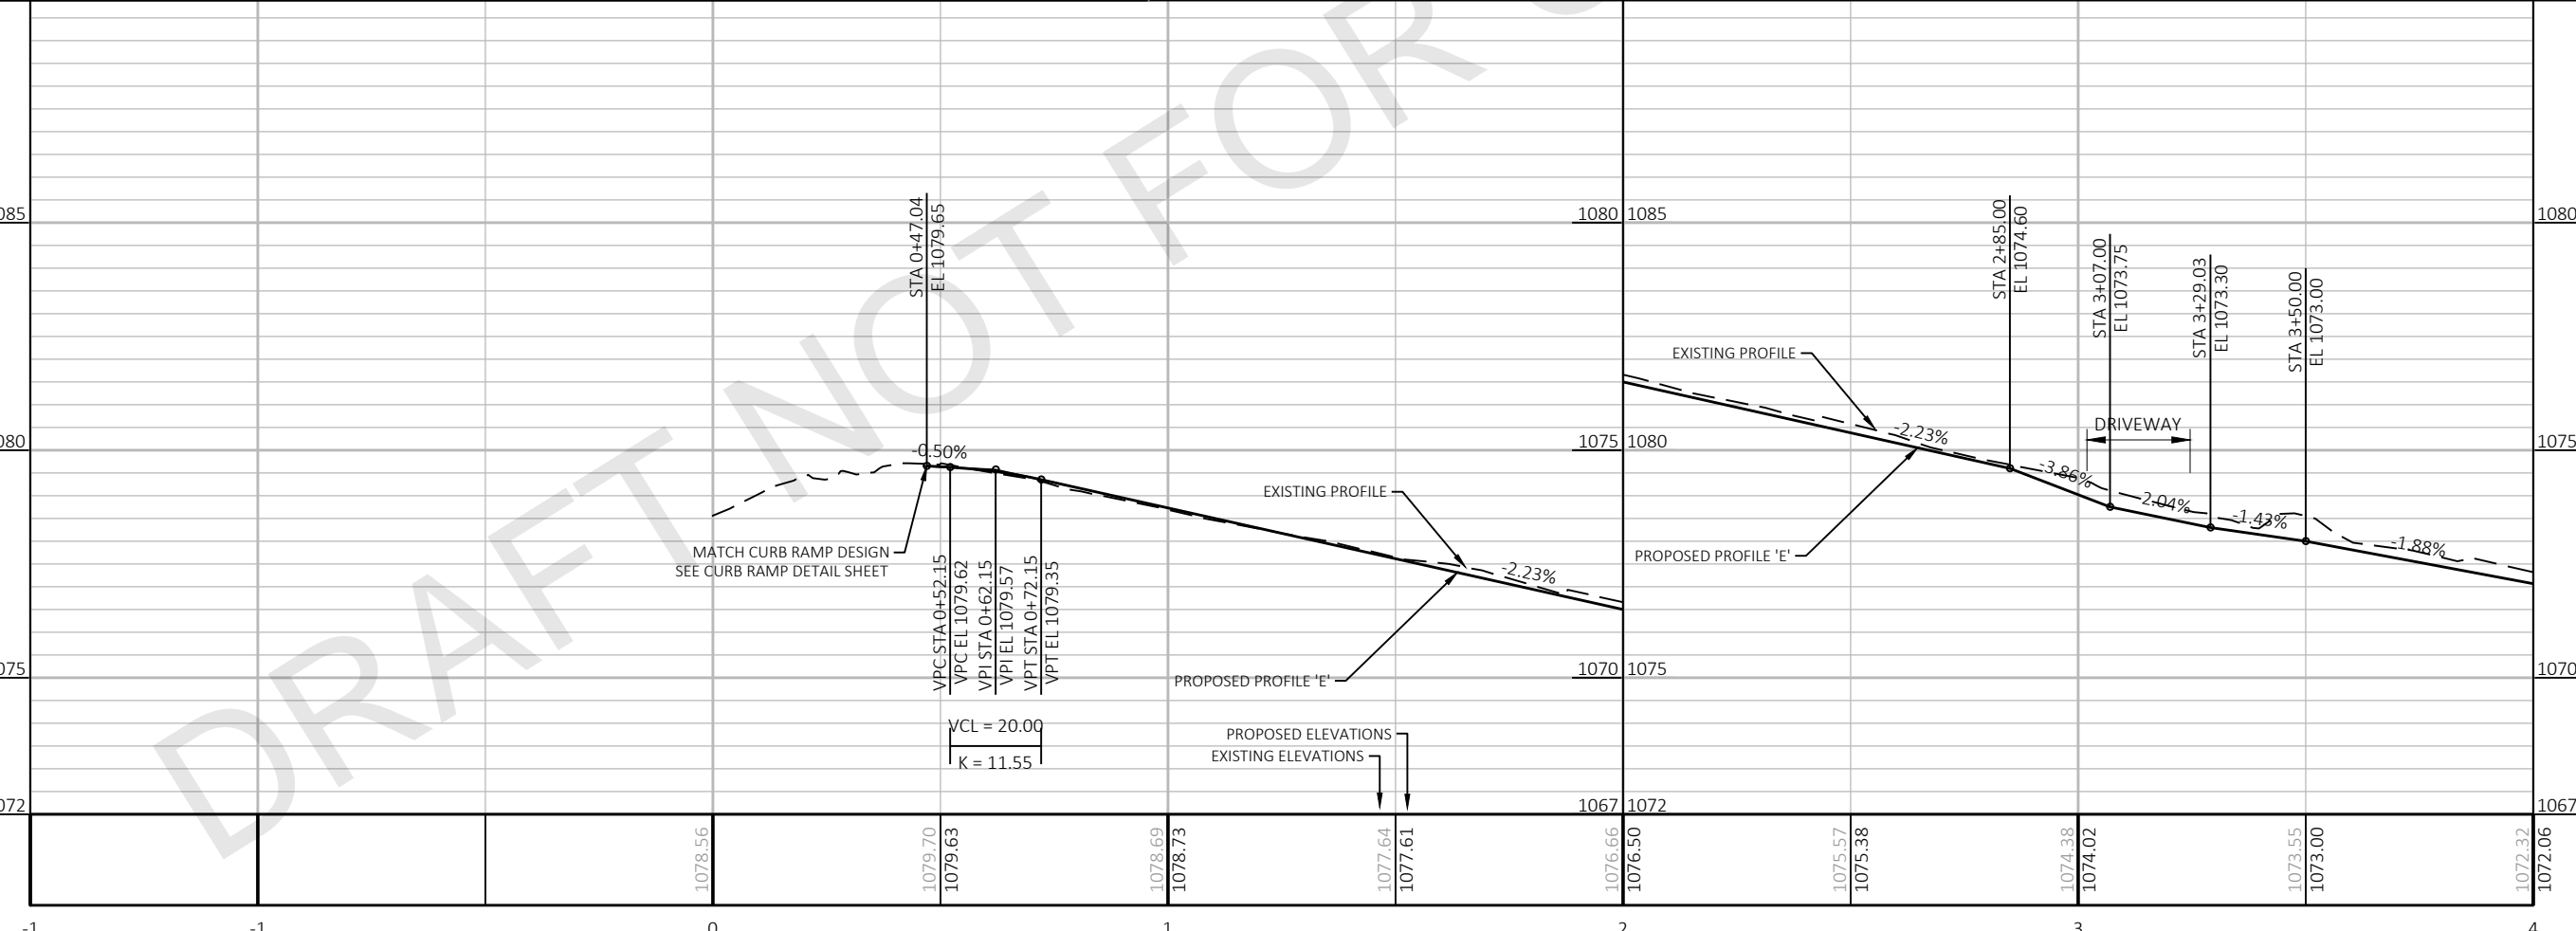 DRAFT NOT FOR
STA 0+47.04
EL 1079.65
-0.50%
MATCH CURB RAMP DESIGN
SEE CURB RAMP DETAIL SHEET
VPC STA 0+52.15
VPC EL 1079.62
VPI STA 0+62.15
VPI EL 1079.57
VPT STA 0+72.15
VPT EL 1079.35
VCL = 20.00
K = 11.55
EXISTING PROFILE
-2.23%
PROPOSED PROFILE 'E'
PROPOSED ELEVATIONS
EXISTING ELEVATIONS
085
080
075
072
1080 1085
1075 1080
1070 1075
1067 1072
EXISTING PROFILE
-2.23%
PROPOSED PROFILE 'E'
STA 2+85.00
EL 1074.60
-3.86%
STA 3+07.00
EL 1073.75
DRIVEWAY
2.04%
STA 3+29.03
EL 1073.30
-1.43%
STA 3+50.00
EL 1073.00
-1.88%
1080
1075
1070
1067
1078.56
1079.70
1079.63
1078.69
1078.73
1077.64
1077.61
1076.66
1076.50
1075.57
1075.38
1074.38
1074.02
1073.55
1073.00
1072.32
1072.06
-1 -1 0 1 2 3 4